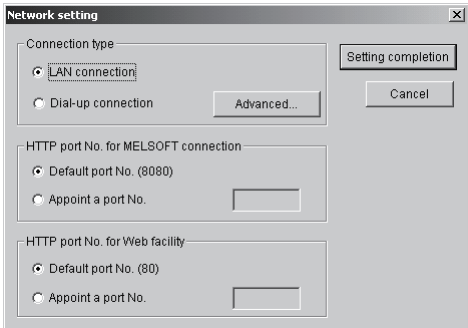 Network setting
Connection type
LAN connection
Setting completion
Dial-up connection
Advanced...
Cancel
HTTP port No. for MELSOFT connection
Default port No. (8080)
Appoint a port No.
HTTP port No. for Web facility
Default port No. (80)
Appoint a port No.